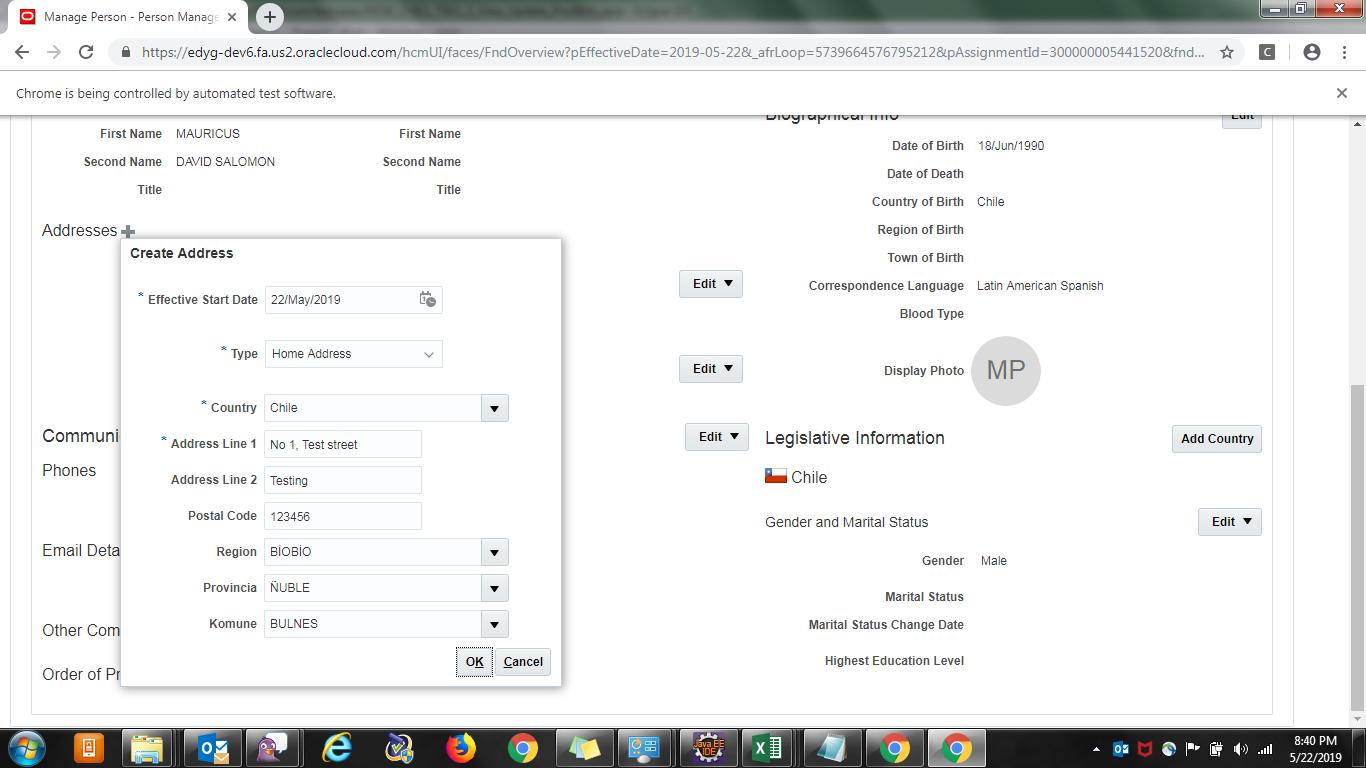 Manage Person - Person Manage
https://edyg-dev6.fa.us2.oraclecloud.com/hcmUI/faces/FndOverview?pEffectiveDate=2019-05-22&_afrLoop=5739664576795212&pAssignmentId=300000005441520&fnd...
C
Chrome is being controlled by automated test software.
Biographical Info
Edit
First Name MAURICUS First Name
Second Name DAVID SALOMON Second Name
Title Title
Date of Birth 18/Jun/1990
Date of Death
Country of Birth Chile
Region of Birth
Town of Birth
Correspondence Language Latin American Spanish
Blood Type
Display Photo MP
Addresses
Create Address
* Effective Start Date 22/May/2019
* Type Home Address
* Country Chile
* Address Line 1 No 1, Test street
Address Line 2 Testing
Postal Code 123456
Region BÍOBÍO
Provincia ÑUBLE
Komune BULNES
OK Cancel
Edit
Edit
Communi
Edit
Phones
Email Deta
Other Com
Order of Pr
Legislative Information
Add Country
Chile
Gender and Marital Status
Edit
Gender Male
Marital Status
Marital Status Change Date
Highest Education Level
Java EE
IDE
8:40 PM
5/22/2019